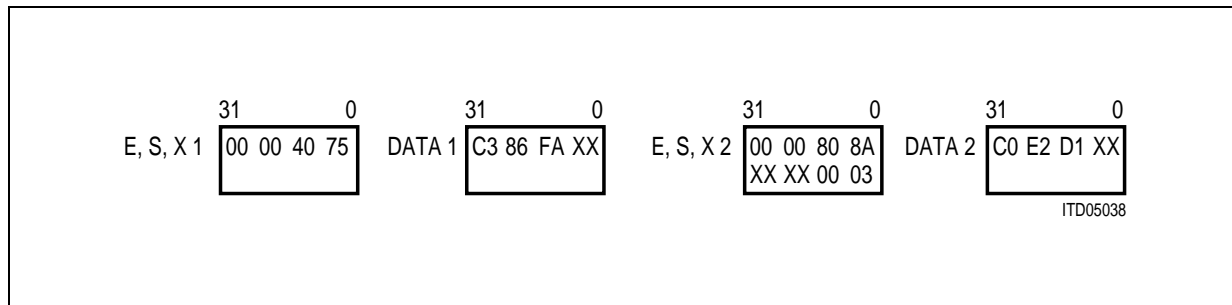 31 0 31 0 31 0 31 0
E, S, X 1 00 00 40 75 DATA 1 C3 86 FA XX E, S, X 2 00 00 80 8A DATA 2 C0 E2 D1 XX
XX XX 00 03
ITD05038